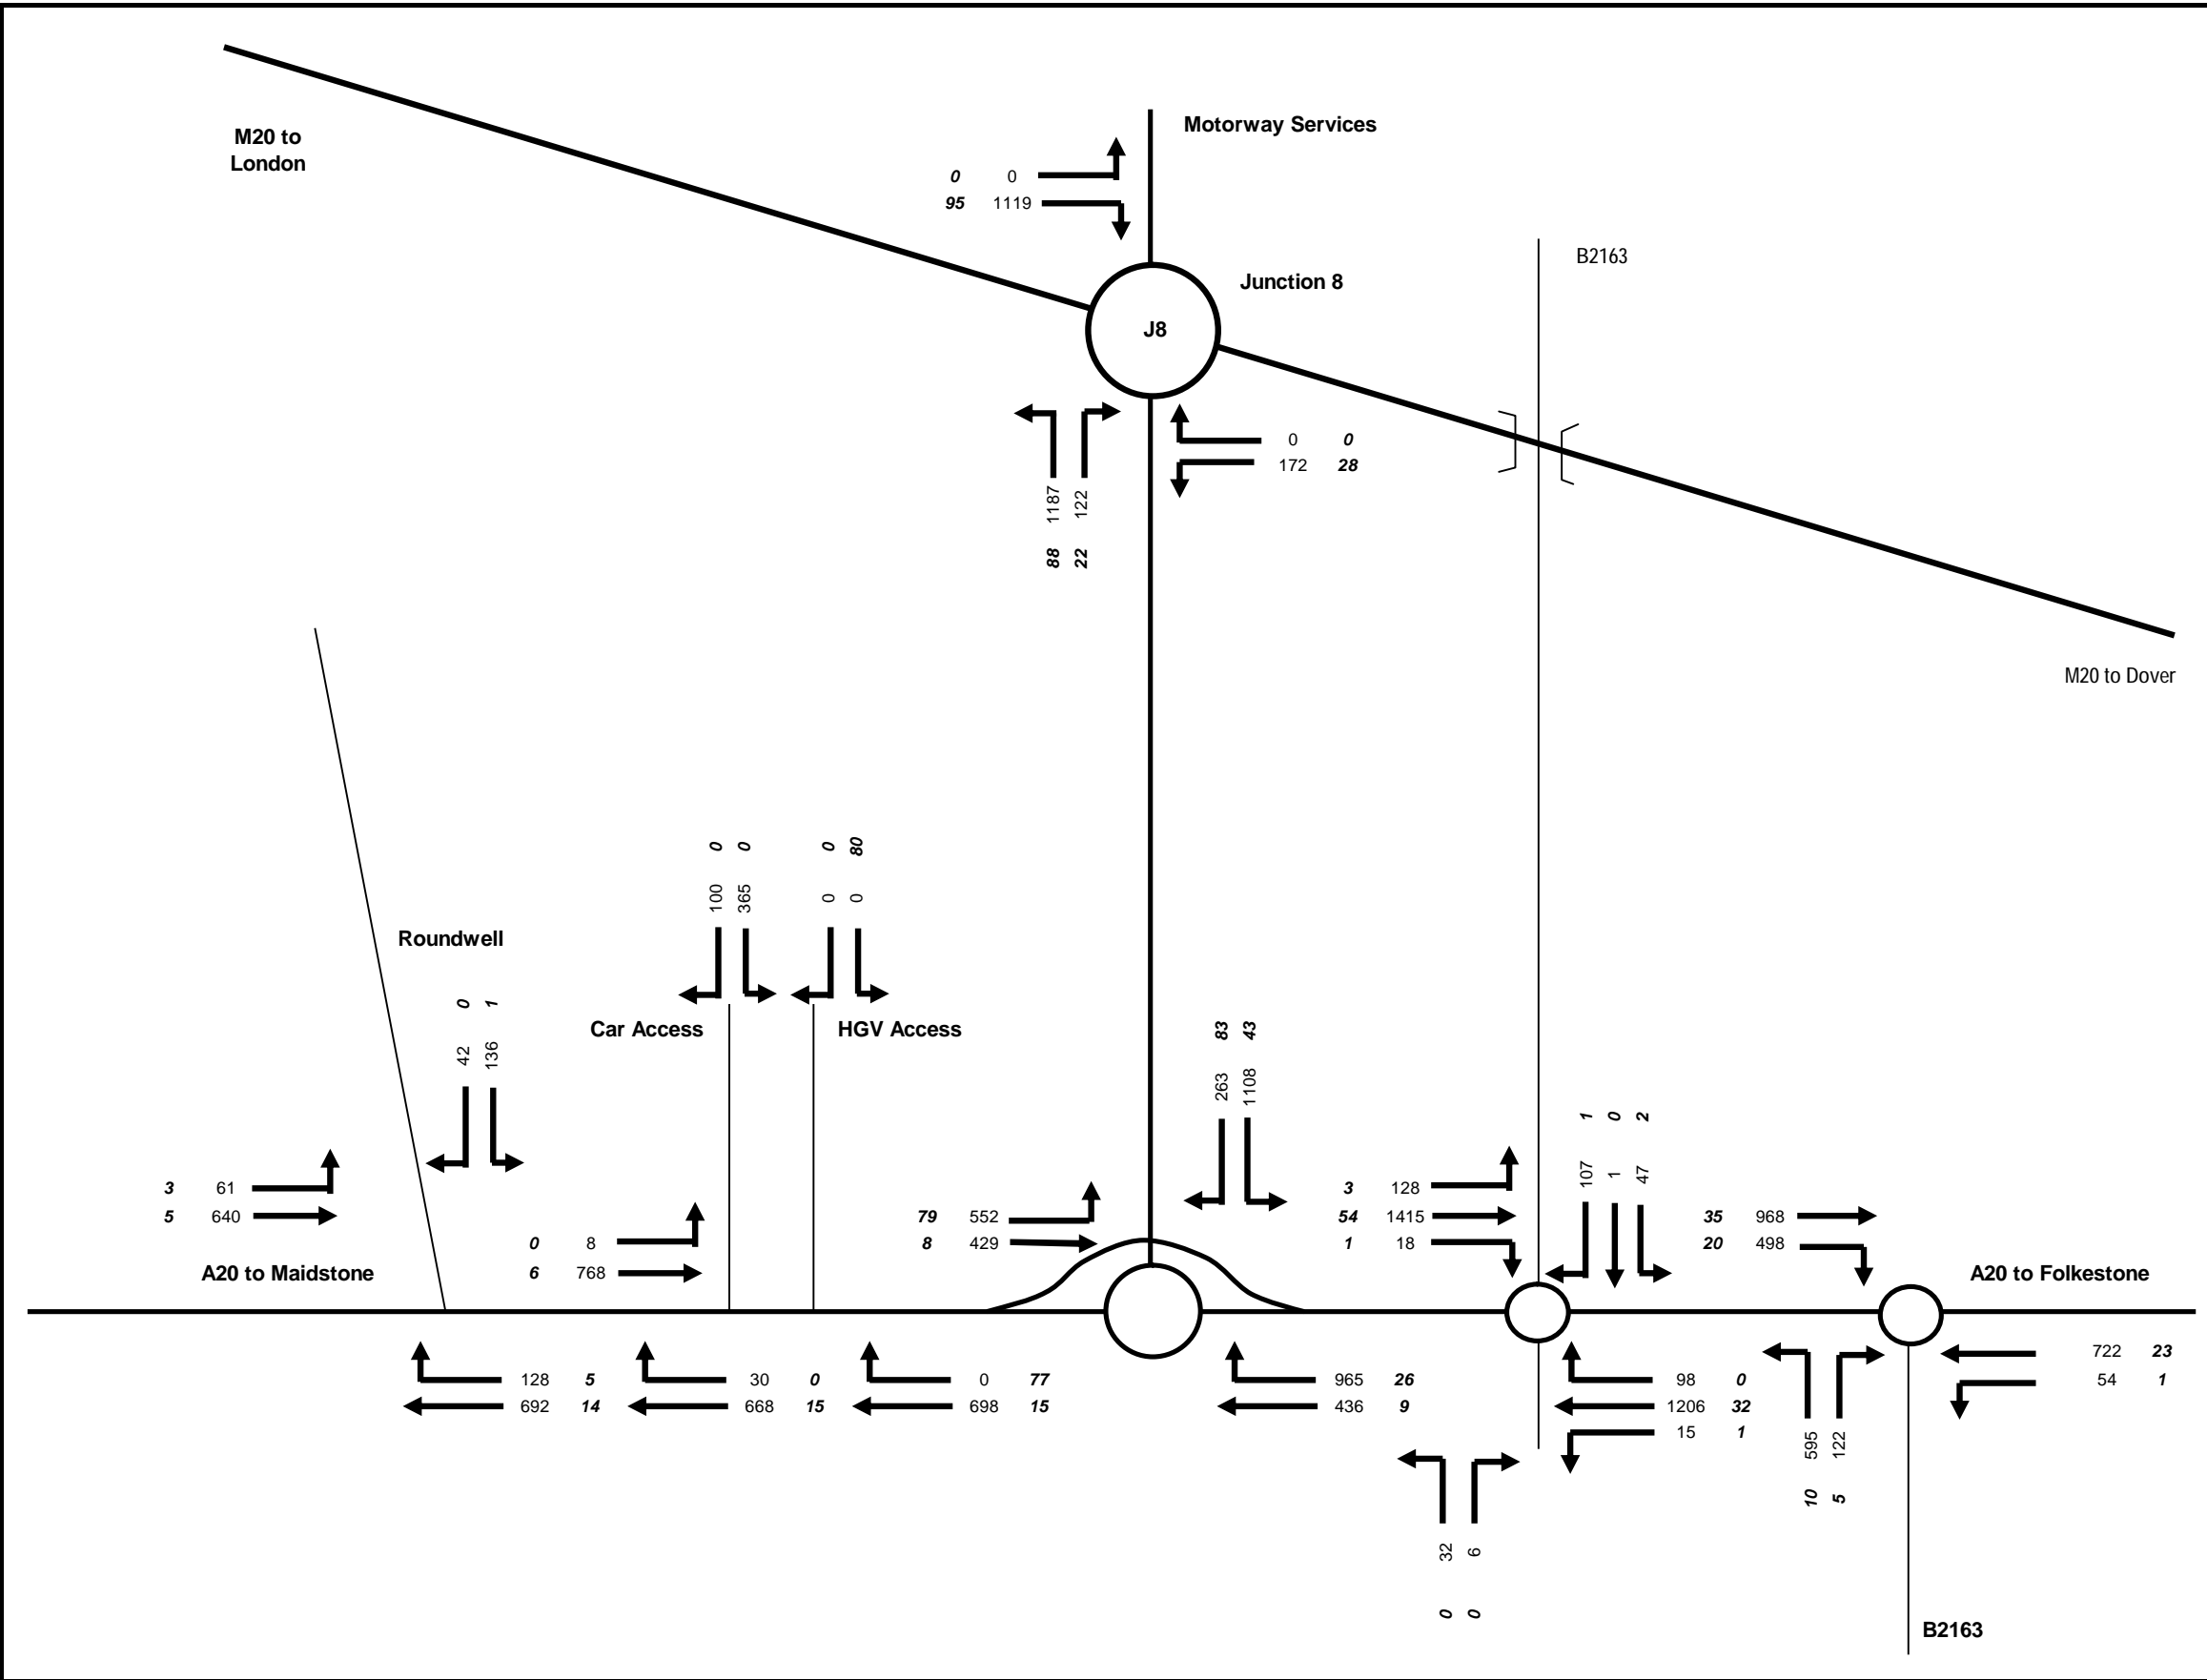 M20 to
London
Motorway Services
0 0
95 1119
B2163
Junction 8
J8
0 0
172 28
1187 122
88 22
M20 to Dover
0 0 0 80
100 365 0 0
Roundwell
0 1
42 136
Car Access
HGV Access
83 43
263 1108
1 0 2
107 1 47
3 61
5 640
0 8
6 768
79 552
8 429
3 128
54 1415
1 18
35 968
20 498
A20 to Maidstone
A20 to Folkestone
128 5
692 14
30 0
668 15
0 77
698 15
965 26
436 9
98 0
1206 32
15 1
722 23
54 1
595 122
10 5
32 6
0 0
B2163